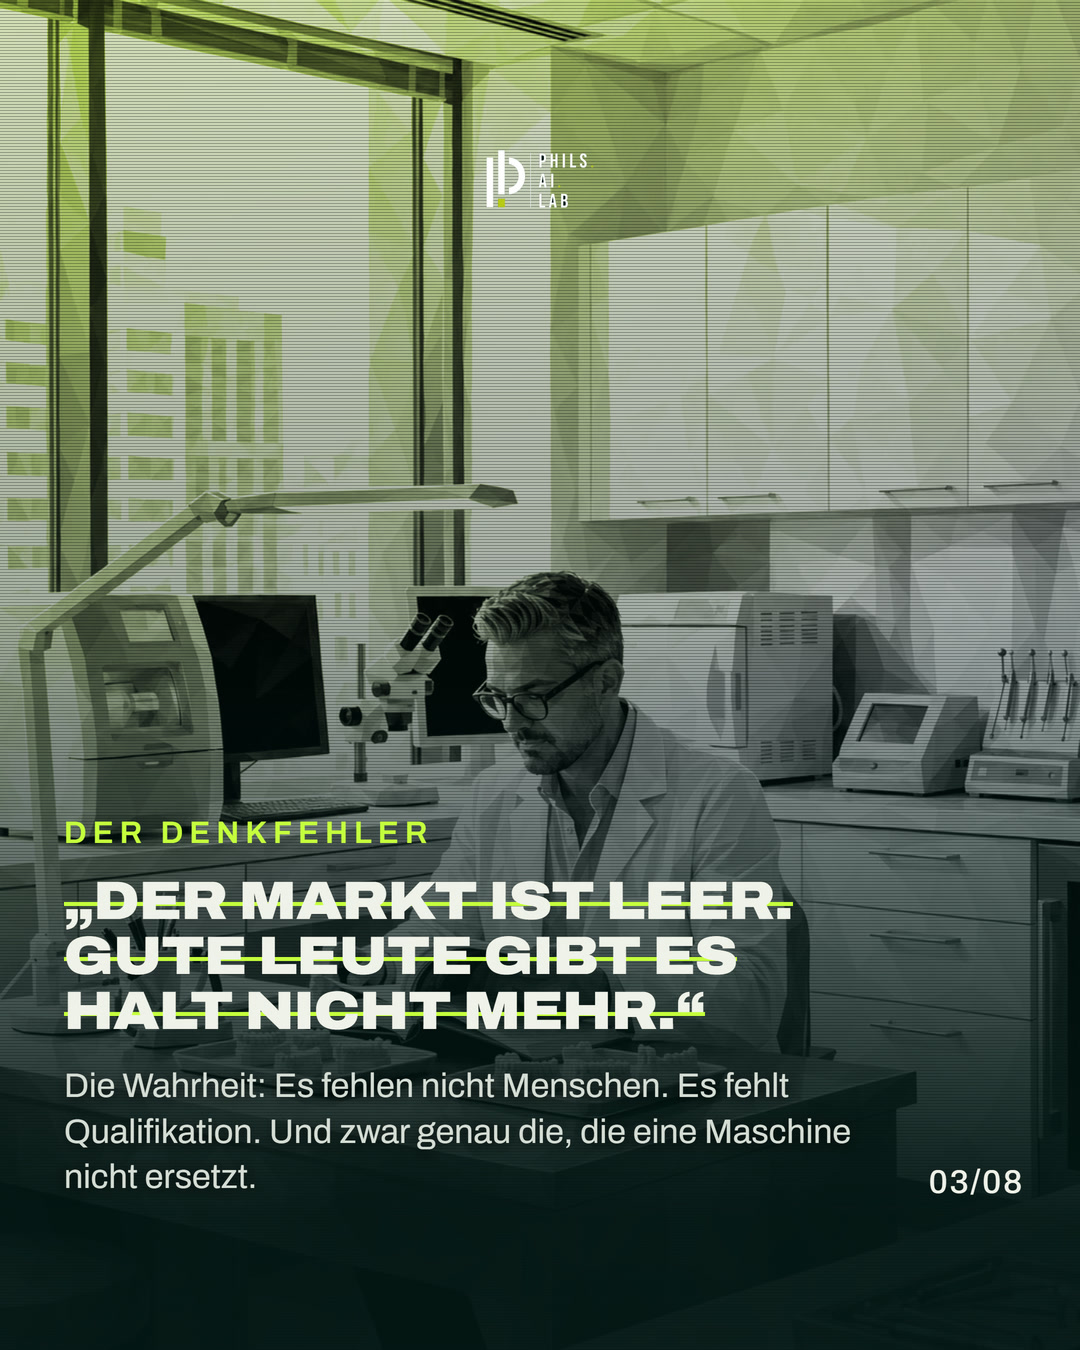 PHILS
AI
LAB
DER DENKFEHLER
„DER MARKT IST LEER.
GUTE LEUTE GIBT ES
HALT NICHT MEHR.“
Die Wahrheit: Es fehlen nicht Menschen. Es fehlt
Qualifikation. Und zwar genau die, die eine Maschine
nicht ersetzt.
03/08